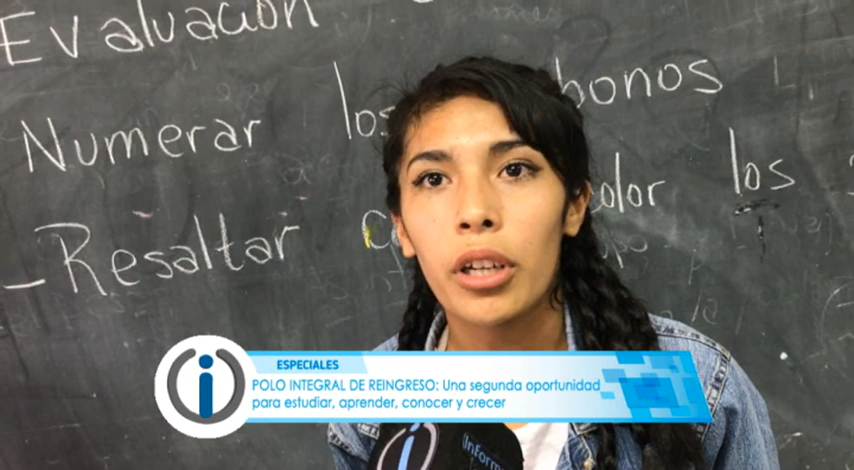 Evaluación
Numerar los bonos
- Resaltar color los
ESPECIALES
POLO INTEGRAL DE REINGRESO: Una segunda oportunidad
para estudiar, aprender, conocer y crecer
i
i Inform